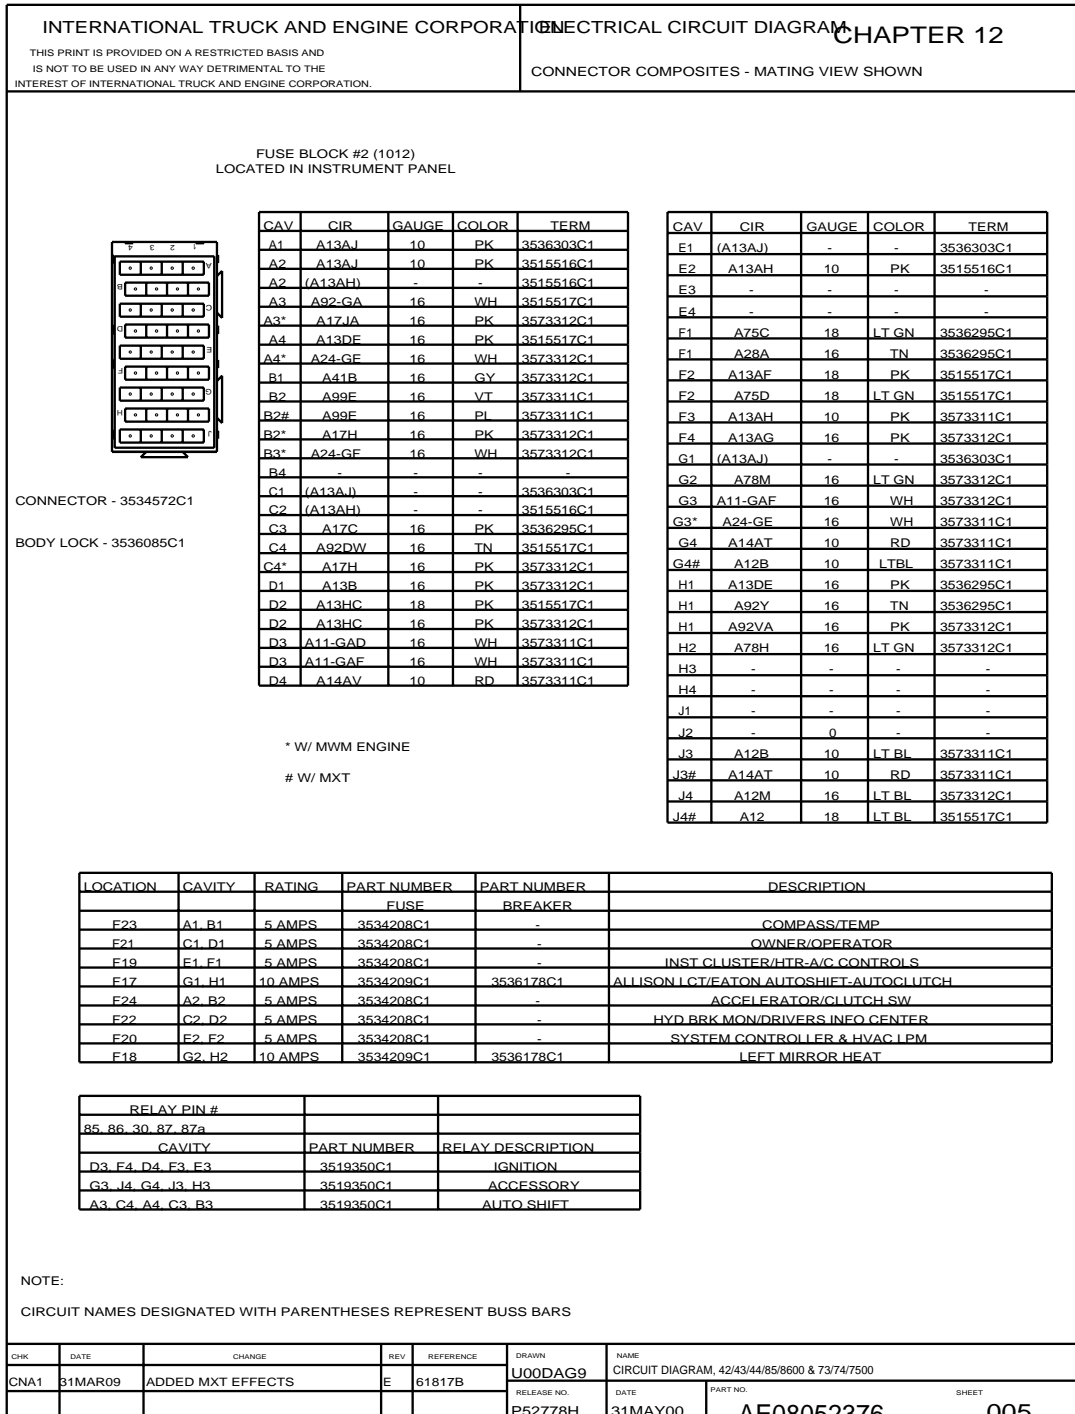 INTERNATIONAL TRUCK AND ENGINE CORPORATION
THIS PRINT IS PROVIDED ON A RESTRICTED BASIS AND
IS NOT TO BE USED IN ANY WAY DETRIMENTAL TO THE
INTEREST OF INTERNATIONAL TRUCK AND ENGINE CORPORATION.
ELECTRICAL CIRCUIT DIAGRAM
CHAPTER 12
CONNECTOR COMPOSITES - MATING VIEW SHOWN
FUSE BLOCK #2 (1012)
LOCATED IN INSTRUMENT PANEL
4 3 2 1
A
B
C
D
E
F
G
H
J
CONNECTOR - 3534572C1
BODY LOCK - 3536085C1
CAV CIR GAUGE COLOR TERM
A1 A13AJ 10 PK 3536303C1
A2 A13AJ 10 PK 3515516C1
A2 (A13AH) - - 3515516C1
A3 A92-GA 16 WH 3515517C1
A3* A17JA 16 PK 3573312C1
A4 A13DE 16 PK 3515517C1
A4* A24-GE 16 WH 3573312C1
B1 A41B 16 GY 3573312C1
B2 A99E 16 VT 3573311C1
B2# A99E 16 PL 3573311C1
B2* A17H 16 PK 3573312C1
B3* A24-GF 16 WH 3573312C1
B4 - - - -
C1 (A13AJ) - - 3536303C1
C2 (A13AH) - - 3515516C1
C3 A17C 16 PK 3536295C1
C4 A92DW 16 TN 3515517C1
C4* A17H 16 PK 3573312C1
D1 A13B 16 PK 3573312C1
D2 A13HC 18 PK 3515517C1
D2 A13HC 16 PK 3573312C1
D3 A11-GAD 16 WH 3573311C1
D3 A11-GAF 16 WH 3573311C1
D4 A14AV 10 RD 3573311C1
* W/ MWM ENGINE
# W/ MXT
CAV CIR GAUGE COLOR TERM
E1 (A13AJ) - - 3536303C1
E2 A13AH 10 PK 3515516C1
E3 - - - -
E4 - - - -
F1 A75C 18 LT GN 3536295C1
F1 A28A 16 TN 3536295C1
F2 A13AF 18 PK 3515517C1
F2 A75D 18 LT GN 3515517C1
F3 A13AH 10 PK 3573311C1
F4 A13AG 16 PK 3573312C1
G1 (A13AJ) - - 3536303C1
G2 A78M 16 LT GN 3573312C1
G3 A11-GAF 16 WH 3573312C1
G3* A24-GE 16 WH 3573311C1
G4 A14AT 10 RD 3573311C1
G4# A12B 10 LTBL 3573311C1
H1 A13DE 16 PK 3536295C1
H1 A92Y 16 TN 3536295C1
H1 A92VA 16 PK 3573312C1
H2 A78H 16 LT GN 3573312C1
H3 - - - -
H4 - - - -
J1 - - - -
J2 - 0 - -
J3 A12B 10 LT BL 3573311C1
J3# A14AT 10 RD 3573311C1
J4 A12M 16 LT BL 3573312C1
J4# A12 18 LT BL 3515517C1
LOCATION CAVITY RATING PART NUMBER PART NUMBER DESCRIPTION
FUSE BREAKER
F23 A1, B1 5 AMPS 3534208C1 - COMPASS/TEMP
F21 C1, D1 5 AMPS 3534208C1 - OWNER/OPERATOR
F19 E1, F1 5 AMPS 3534208C1 - INST CLUSTER/HTR-A/C CONTROLS
F17 G1, H1 10 AMPS 3534209C1 3536178C1 ALLISON LCT/EATON AUTOSHIFT-AUTOCLUTCH
F24 A2, B2 5 AMPS 3534208C1 - ACCELERATOR/CLUTCH SW
F22 C2, D2 5 AMPS 3534208C1 - HYD BRK MON/DRIVERS INFO CENTER
F20 E2, F2 5 AMPS 3534208C1 - SYSTEM CONTROLLER & HVAC LPM
F18 G2, H2 10 AMPS 3534209C1 3536178C1 LEFT MIRROR HEAT
RELAY PIN #
85, 86, 30, 87, 87a
CAVITY PART NUMBER RELAY DESCRIPTION
D3, F4, D4, F3, E3 3519350C1 IGNITION
G3, J4, G4, J3, H3 3519350C1 ACCESSORY
A3, C4, A4, C3, B3 3519350C1 AUTO SHIFT
NOTE:
CIRCUIT NAMES DESIGNATED WITH PARENTHESES REPRESENT BUSS BARS
CHK DATE CHANGE REV REFERENCE
CNA1 31MAR09 ADDED MXT EFFECTS E 61817B
DRAWN
U00DAG9
NAME
CIRCUIT DIAGRAM, 42/43/44/85/8600 & 73/74/7500
RELEASE NO.
P52778H
DATE
31MAY00
PART NO.
AE08052376
SHEET
005